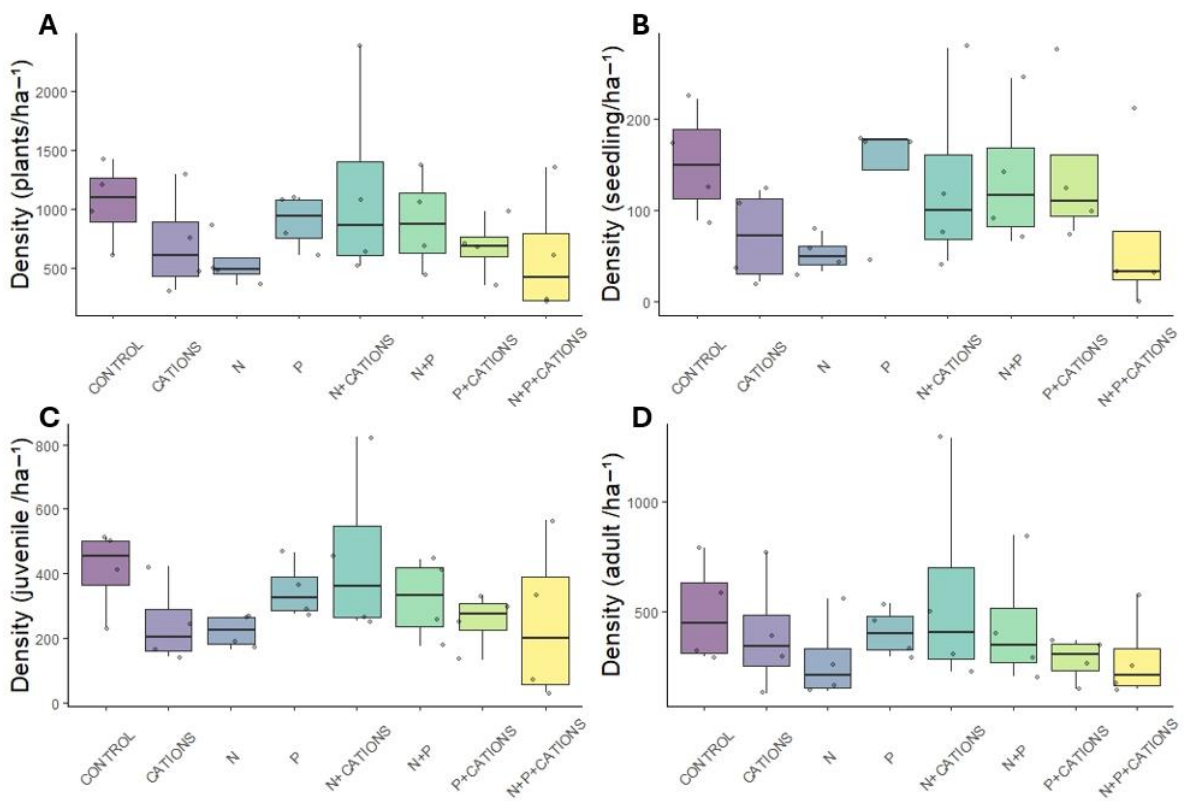 A
Density (plants/ha⁻¹)
2000
1500
1000
500
CONTROL
CATIONS
N
P
N+CATIONS
N+P
P+CATIONS
N+P+CATIONS
B
Density (seedling/ha⁻¹)
200
100
0
CONTROL
CATIONS
N
P
N+CATIONS
N+P
P+CATIONS
N+P+CATIONS
C
Density (juvenile /ha⁻¹)
800
600
400
200
0
CONTROL
CATIONS
N
P
N+CATIONS
N+P
P+CATIONS
N+P+CATIONS
D
Density (adult /ha⁻¹)
1000
500
CONTROL
CATIONS
N
P
N+CATIONS
N+P
P+CATIONS
N+P+CATIONS